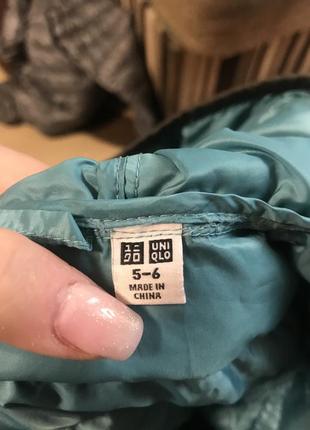 ユニ UNI
クロ QLO
5-6
MADE IN
CHINA